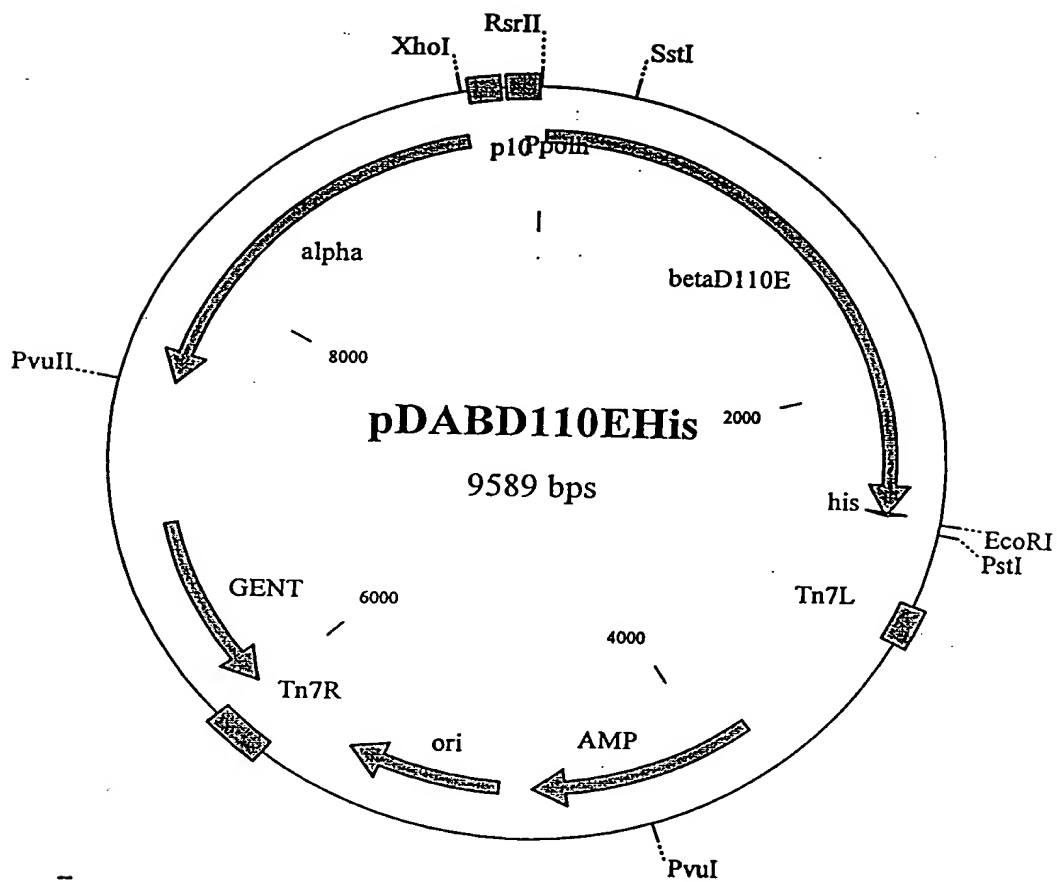 RsrII
XhoI
SstI
p10
Ppolh
alpha
betaD110E
8000
PvuII
2000
pDABD110EHis
9589 bps
his
EcoRI
PstI
GENT
6000
Tn7L
4000
Tn7R
ori
AMP
PvuI